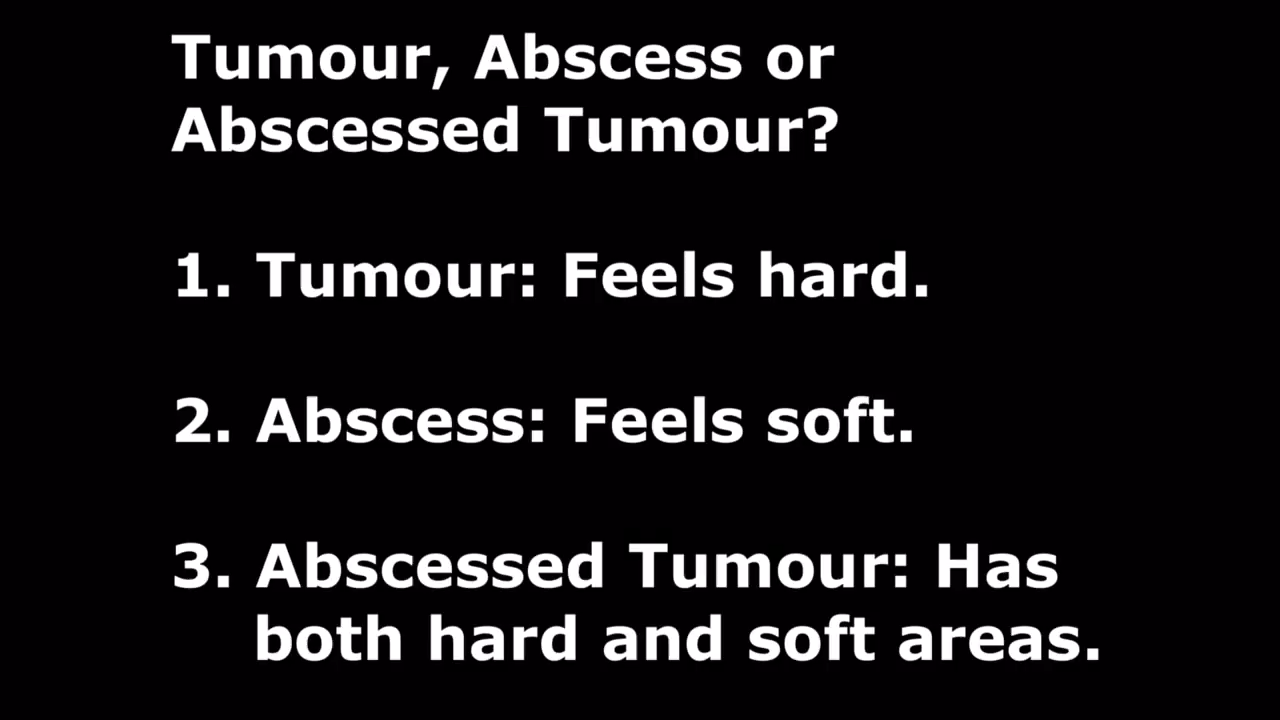 Tumour, Abscess or
Abscessed Tumour?
1. Tumour: Feels hard.
2. Abscess: Feels soft.
3. Abscessed Tumour: Has
both hard and soft areas.